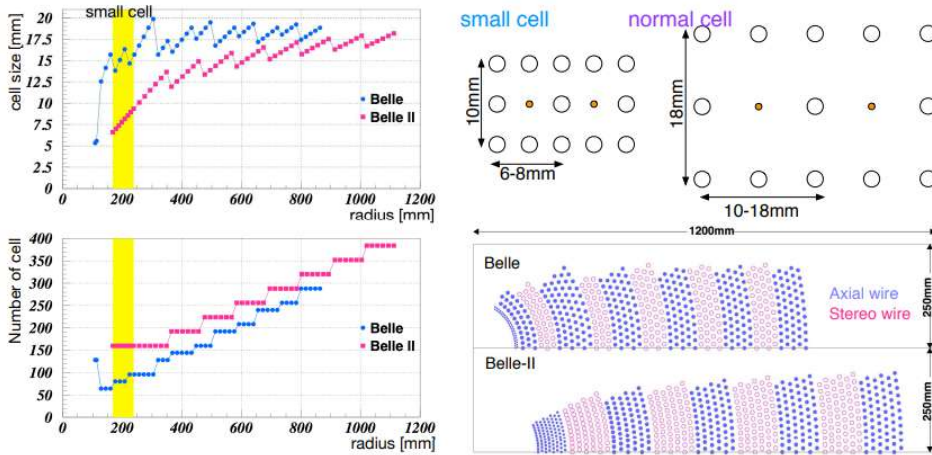 small cell
cell size [mm]
20
17.5
15
12.5
10
7.5
5
2.5
0
Belle
Belle II
0 200 400 600 800 1000 1200
radius [mm]
Number of cell
400
350
300
250
200
150
100
50
0
Belle
Belle II
0 200 400 600 800 1000 1200
radius [mm]
small cell
10mm
6-8mm
normal cell
18mm
10-18mm
1200mm
Belle
Axial wire
Stereo wire
250mm
Belle-II
250mm